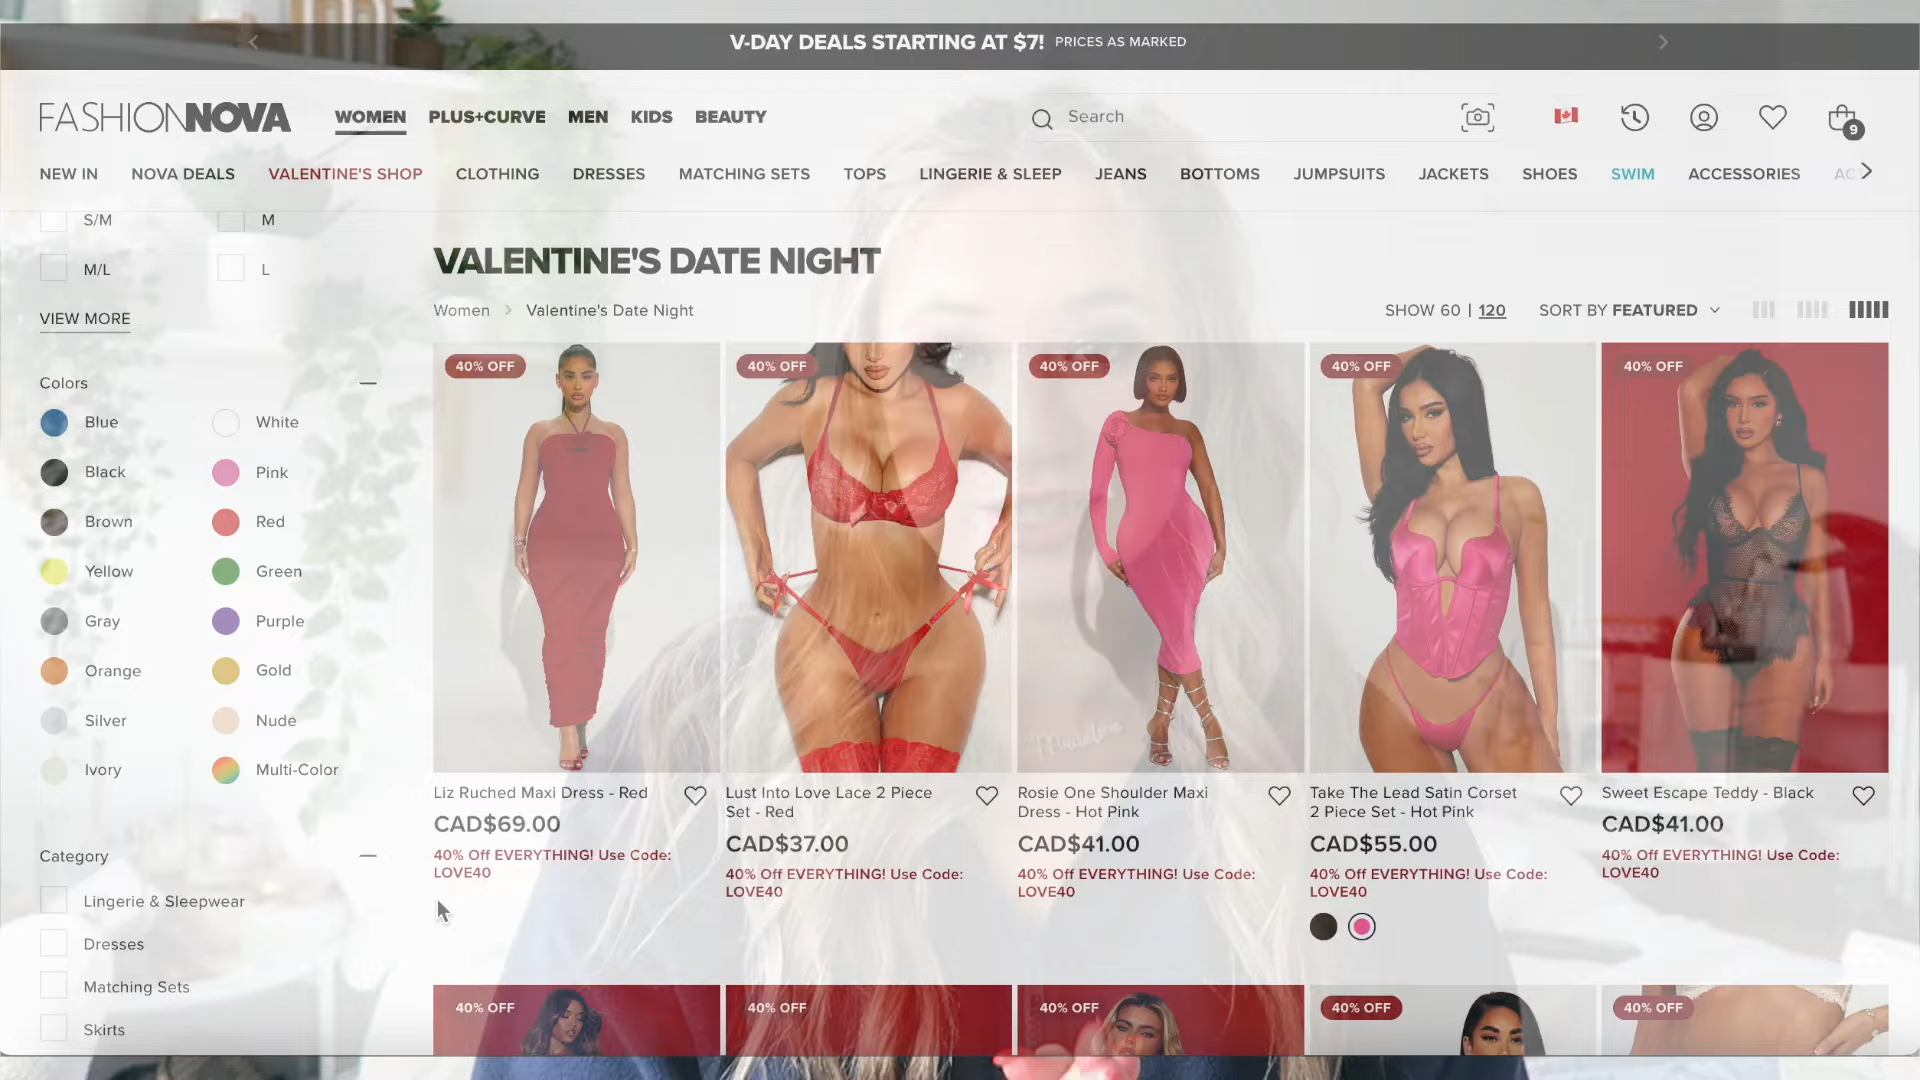 V-DAY DEALS STARTING AT $7! PRICES AS MARKED
FASHIONNOVA
WOMEN PLUS+CURVE MEN KIDS BEAUTY
Search
9
NEW IN NOVA DEALS VALENTINE'S SHOP CLOTHING DRESSES MATCHING SETS TOPS LINGERIE & SLEEP JEANS BOTTOMS JUMPSUITS JACKETS SHOES SWIM ACCESSORIES
S/M M
M/L L
VIEW MORE
Colors
Blue White
Black Pink
Brown Red
Yellow Green
Gray Purple
Orange Gold
Silver Nude
Ivory Multi-Color
Category
Lingerie & Sleepwear
Dresses
Matching Sets
Skirts
VALENTINE'S DATE NIGHT
Women > Valentine's Date Night
SHOW 60 | 120 SORT BY FEATURED
40% OFF
Liz Ruched Maxi Dress - Red
CAD$69.00
40% Off EVERYTHING! Use Code:
LOVE40
40% OFF
Lust Into Love Lace 2 Piece
Set - Red
CAD$37.00
40% Off EVERYTHING! Use Code:
LOVE40
40% OFF
Rosie One Shoulder Maxi
Dress - Hot Pink
CAD$41.00
40% Off EVERYTHING! Use Code:
LOVE40
40% OFF
Take The Lead Satin Corset
2 Piece Set - Hot Pink
CAD$55.00
40% Off EVERYTHING! Use Code:
LOVE40
40% OFF
Sweet Escape Teddy - Black
CAD$41.00
40% Off EVERYTHING! Use Code:
LOVE40
40% OFF
40% OFF
40% OFF
40% OFF
40% OFF